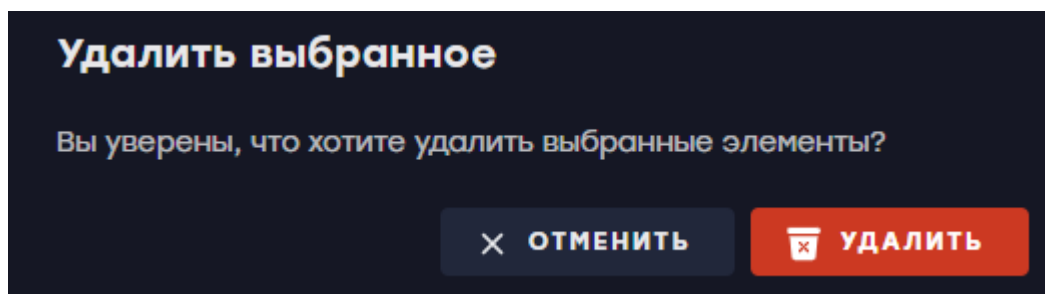 Удалить выбранное
Вы уверены, что хотите удалить выбранные элементы?
ОТМЕНИТЬ УДАЛИТЬ